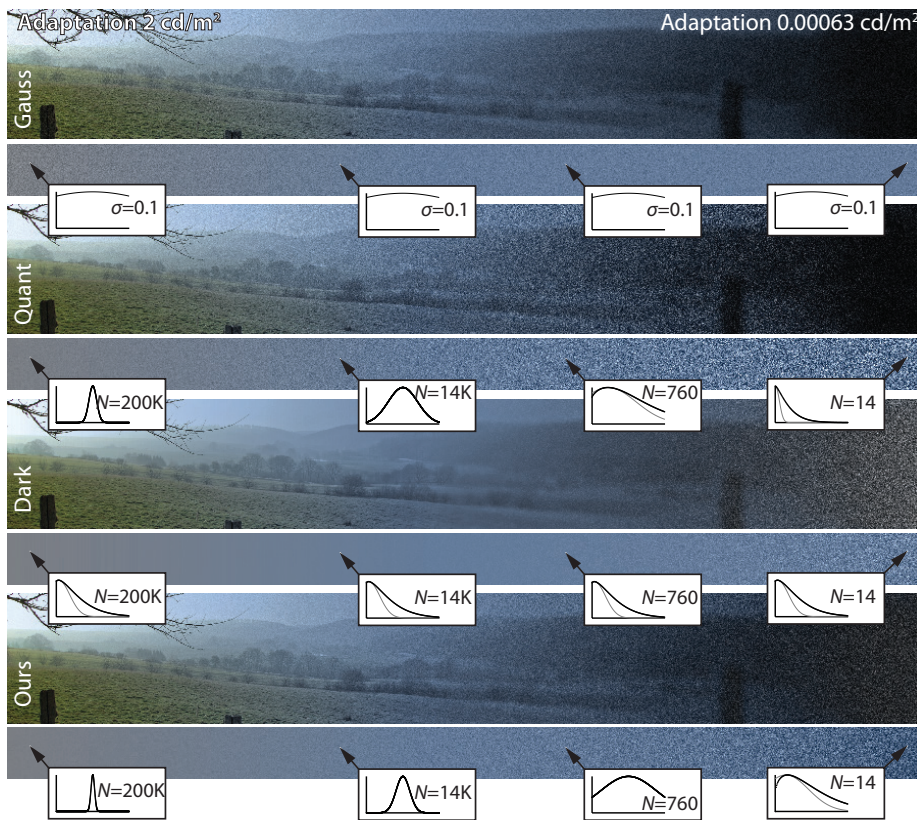 Adaptation 2 cd/m²
Adaptation 0.00063 cd/m²
Gauss
σ=0.1
σ=0.1
σ=0.1
σ=0.1
Quant
N=200K
N=14K
N=760
N=14
Dark
N=200K
N=14K
N=760
N=14
Ours
N=200K
N=14K
N=760
N=14